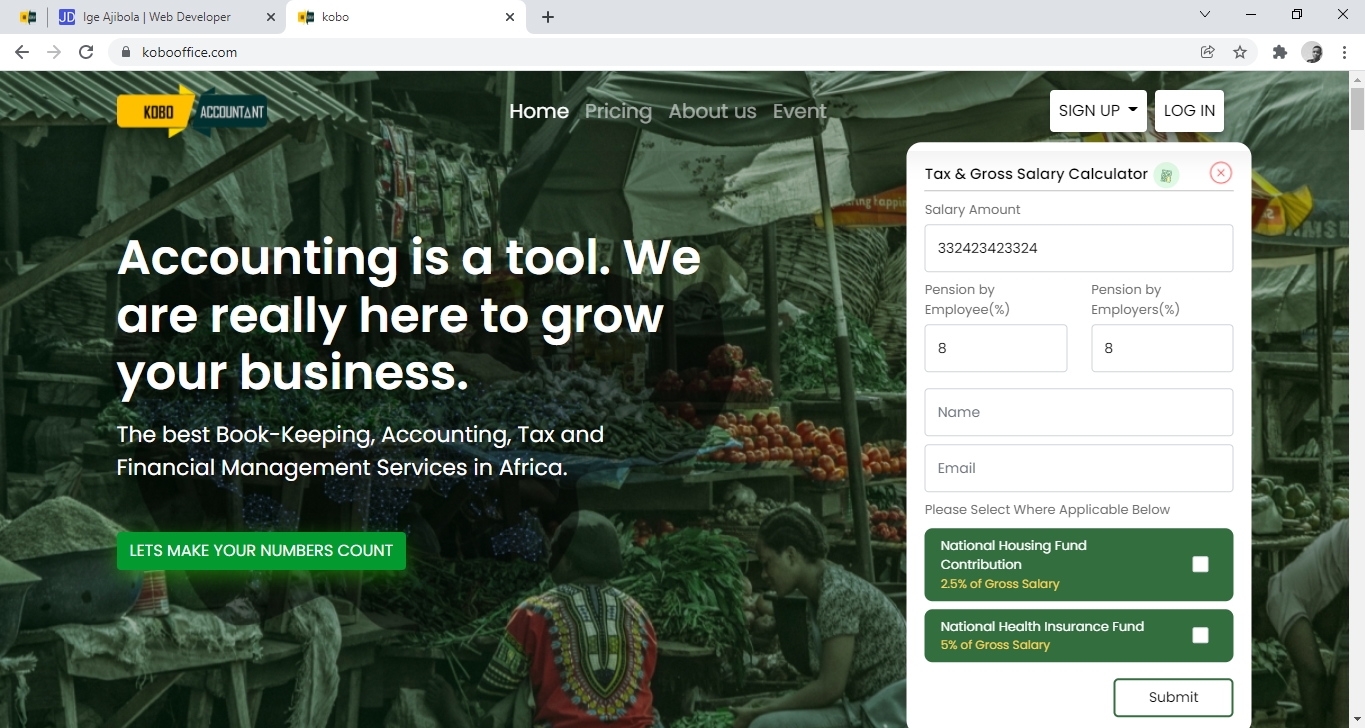 Ige Ajibola | Web Developer
kobo
kobooffice.com
KOBO ACCOUNTANT
Home Pricing About us Event
SIGN UP LOG IN
Accounting is a tool. We
are really here to grow
your business.
The best Book-Keeping, Accounting, Tax and
Financial Management Services in Africa.
LETS MAKE YOUR NUMBERS COUNT
Tax & Gross Salary Calculator
Salary Amount
332423423324
Pension by
Employee(%)
8
Pension by
Employers(%)
8
Name
Email
Please Select Where Applicable Below
National Housing Fund
Contribution
2.5% of Gross Salary
National Health Insurance Fund
5% of Gross Salary
Submit